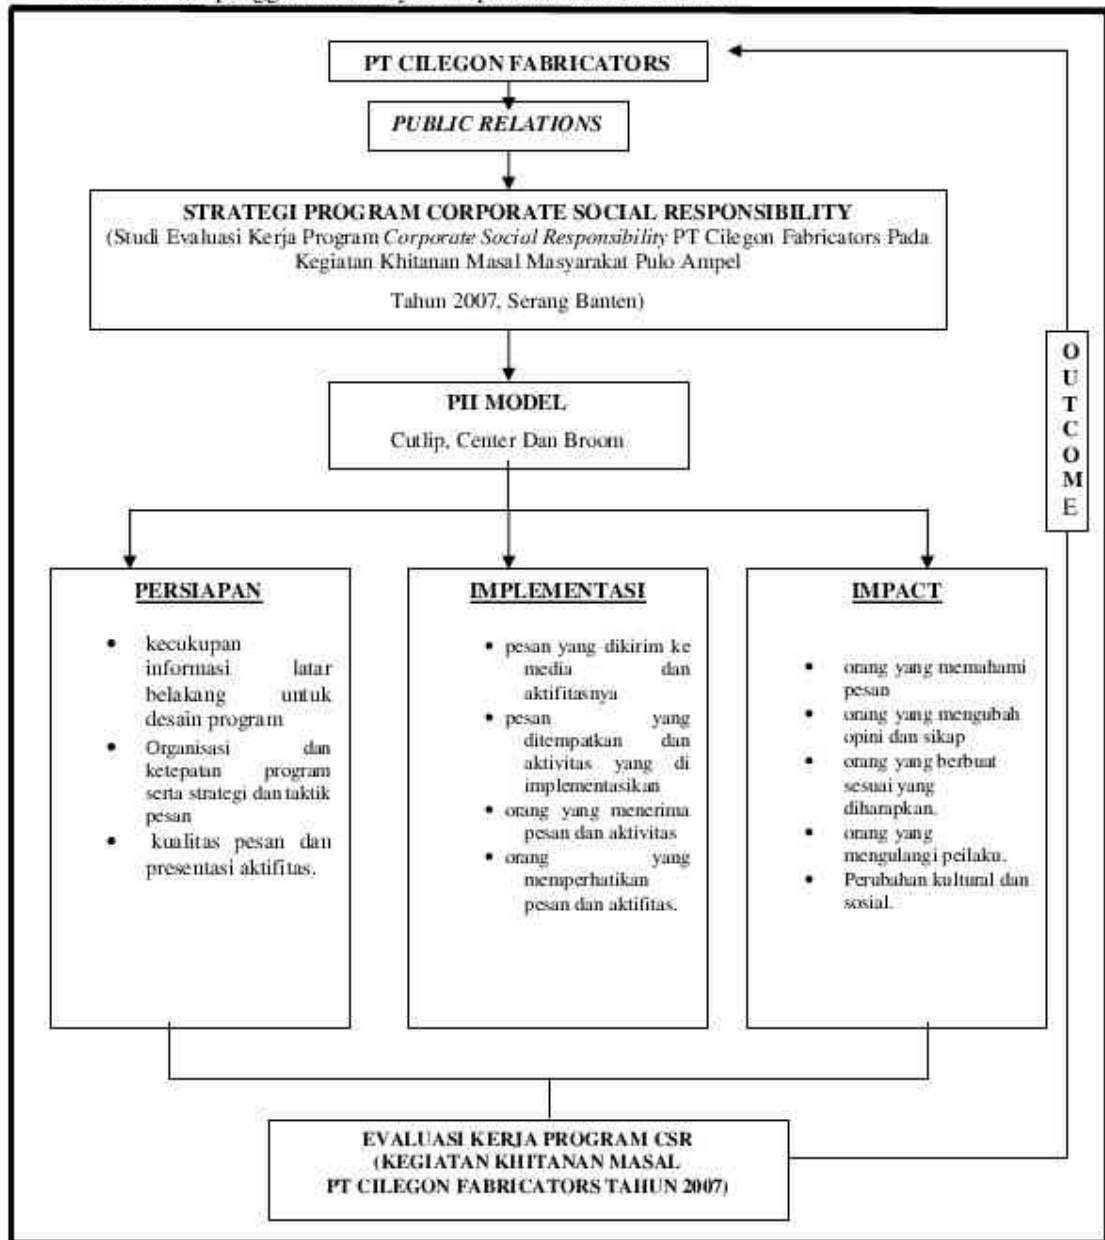 PT CILEGON FABRICATORS
PUBLIC RELATIONS
STRATEGI PROGRAM CORPORATE SOCIAL RESPONSIBILITY
(Studi Evaluasi Kerja Program Corporate Social Responsibility PT Cilegon Fabricators Pada
Kegiatan Khitanan Masal Masyarakat Pulo Ampel
Tahun 2007, Serang Banten)
PII MODEL
Cutlip, Center Dan Broom
OUTCOME
PERSIAPAN
• kecukupan
informasi latar
belakang untuk
desain program
• Organisasi dan
ketepatan program
serta strategi dan taktik
pesan
• kualitas pesan dan
presentasi aktifitas.
IMPLEMENTASI
• pesan yang dikirim ke
media dan
aktifitasnya
• pesan yang
ditempatkan dan
aktivitas yang di
implementasikan
• orang yang menerima
pesan dan aktivitas
• orang yang
memperhatikan
pesan dan aktifitas.
IMPACT
• orang yang memahami
pesan
• orang yang mengubah
opini dan sikap
• orang yang berbuat
sesuai yang
diharapkan.
• orang yang
mengulangi peilaku.
• Perubahan kultural dan
sosial.
EVALUASI KERJA PROGRAM CSR
(KEGIATAN KHITANAN MASAL
PT CILEGON FABRICATORS TAHUN 2007)